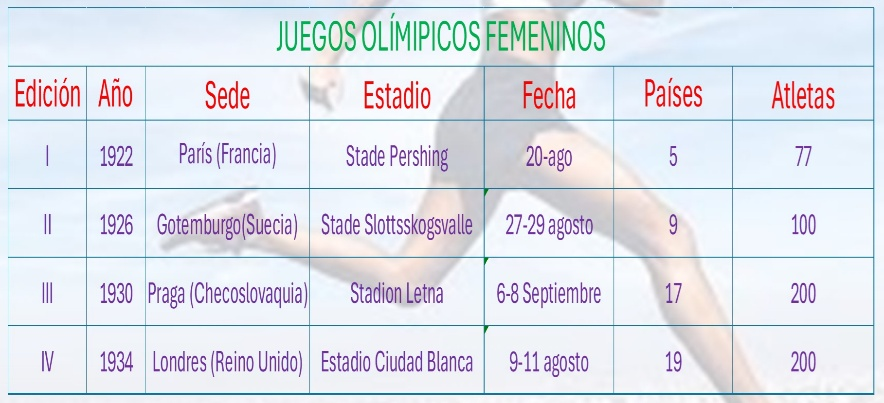 JUEGOS OLÍMIPICOS FEMENINOS
Edición Año Sede Estadio Fecha Países Atletas
I 1922 París (Francia) Stade Pershing 20-ago 5 77
II 1926 Gotemburgo(Suecia) Stade Slottsskogsvalle 27-29 agosto 9 100
III 1930 Praga (Checoslovaquia) Stadion Letna 6-8 Septiembre 17 200
IV 1934 Londres (Reino Unido) Estadio Ciudad Blanca 9-11 agosto 19 200